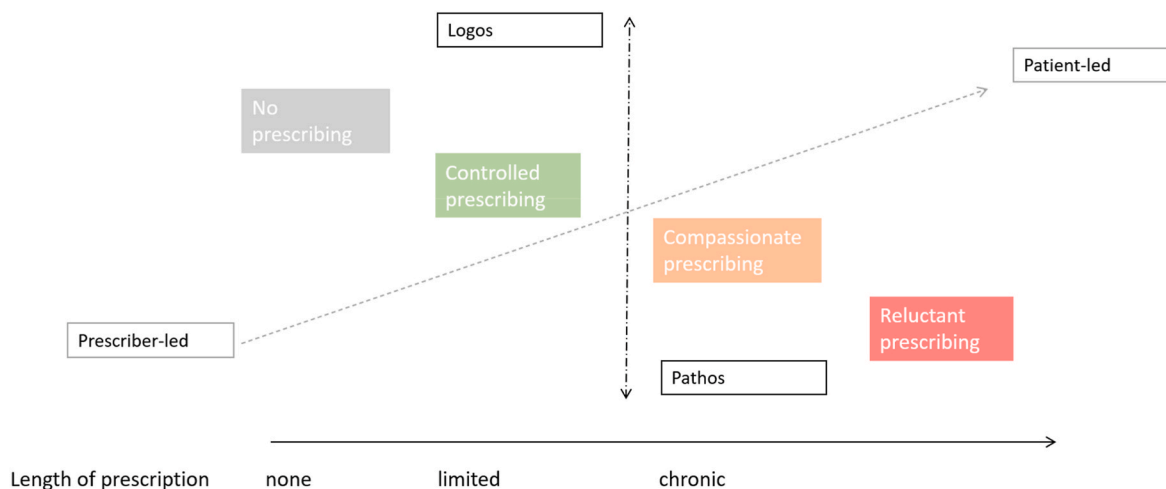 Logos
Patient-led
No
prescribing
Controlled
prescribing
Compassionate
prescribing
Reluctant
prescribing
Prescriber-led
Pathos
Length of prescription none limited chronic